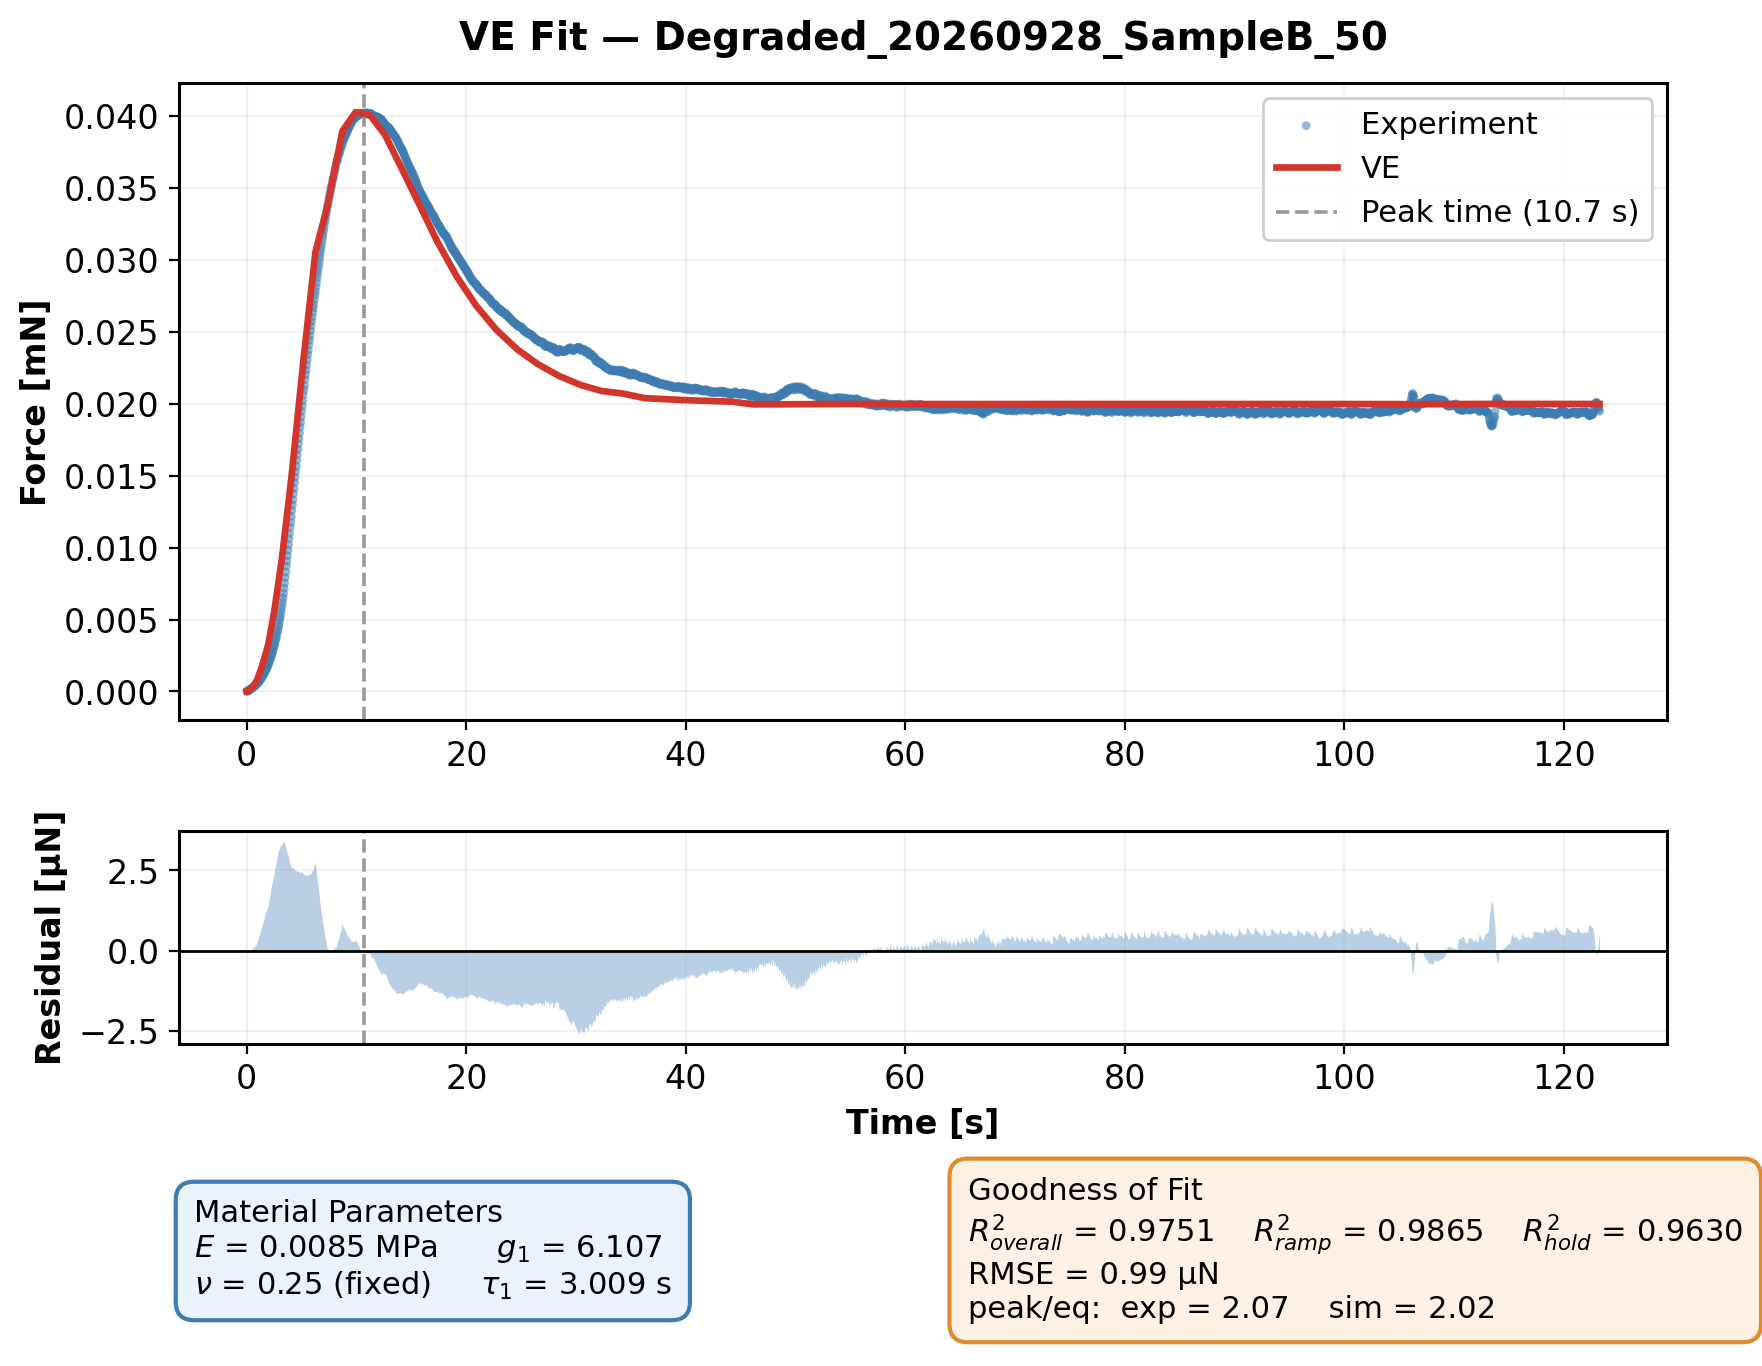 VE Fit — Degraded_20260928_SampleB_50
Force [mN]
0.040
0.035
0.030
0.025
0.020
0.015
0.010
0.005
0.000
Experiment
VE
Peak time (10.7 s)
0 20 40 60 80 100 120
Residual [µN]
2.5
0.0
−2.5
0 20 40 60 80 100 120
Time [s]
Material Parameters
E = 0.0085 MPa g₁ = 6.107
ν = 0.25 (fixed) τ₁ = 3.009 s
Goodness of Fit
R²overall = 0.9751 R²ramp = 0.9865 R²hold = 0.9630
RMSE = 0.99 µN
peak/eq: exp = 2.07 sim = 2.02